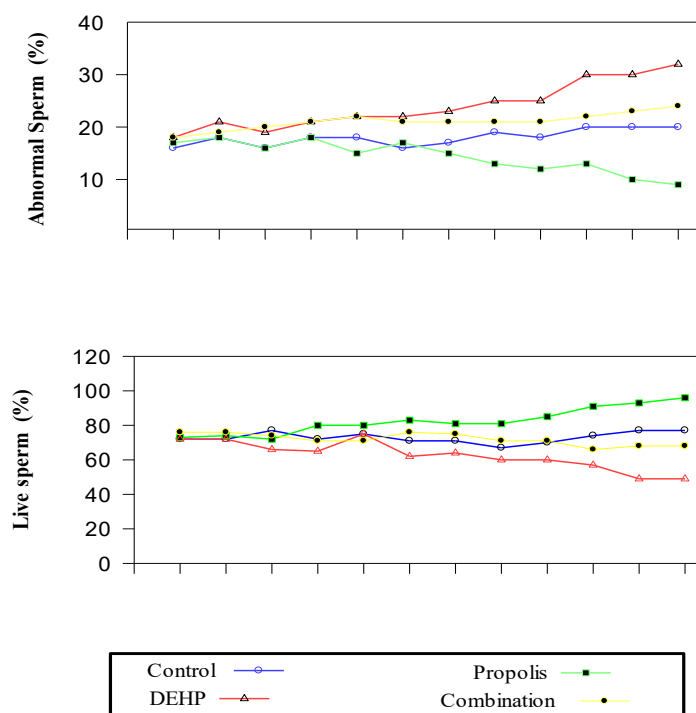 Abnormal Sperm (%)
40
30
20
10
Live sperm (%)
120
100
80
60
40
20
0
Control
Propolis
DEHP
Combination